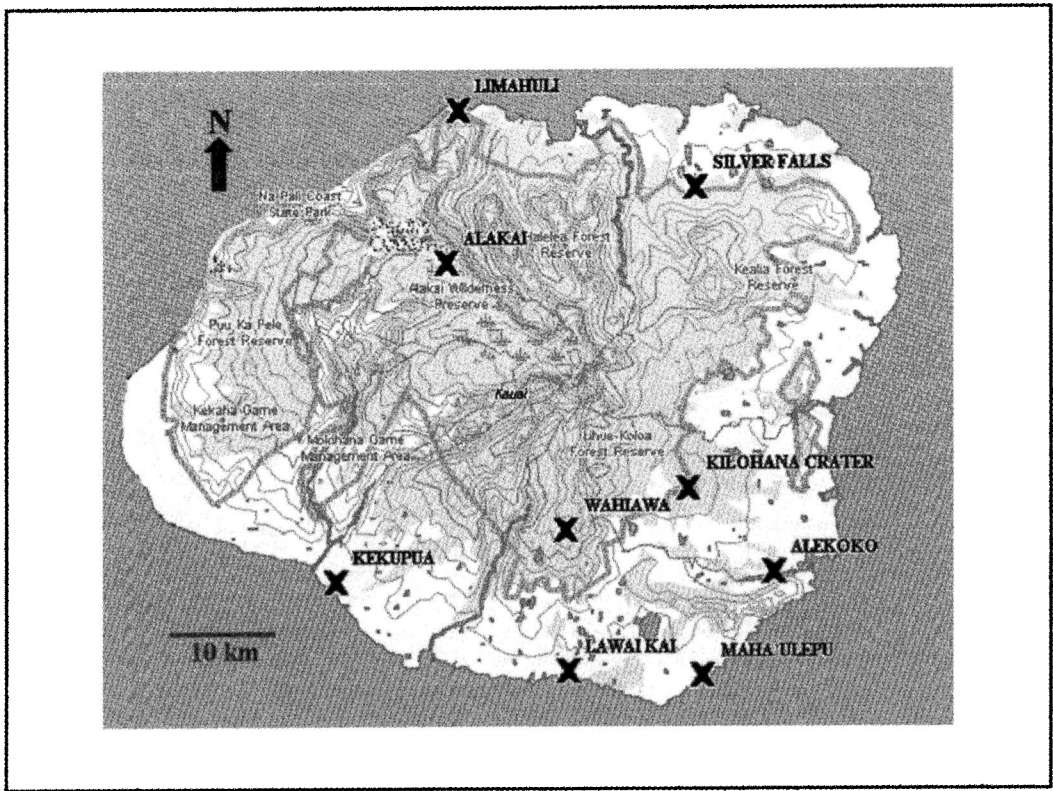 LIMAHULI
N
SILVER FALLS
Na Pali Coast
State Park
ALAKAI
Halelea Forest
Reserve
Kealia Forest
Reserve
Alakai Wilderness
Preserve
Puu Ka Pele
Forest Reserve
Kauai
Kekaha Game
Management Area
Molohana Game
Management Area
Lihue-Koloa
Forest Reserve
KILOHANA CRATER
WAHIAWA
ALEKOKO
KEKUPUA
10 km
LAWAI KAI
MAHA'ULEPU